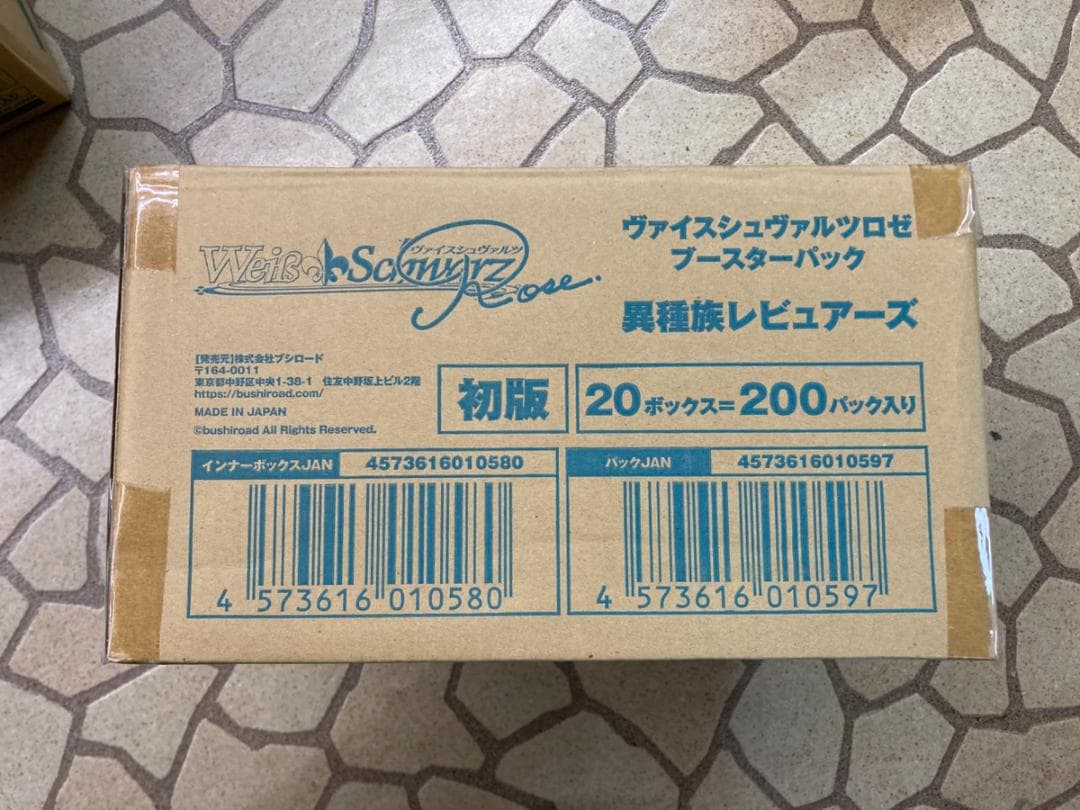 Weiß Schwarz
ヴァイスシュヴァルツ
Rose.
ヴァイスシュヴァルツロゼ
ブースターパック
異種族レビュアーズ
[発売元]株式会社ブシロード
〒164-0011
東京都中野区中央1-38-1 住友中野坂上ビル2階
https://bushiroad.com/
MADE IN JAPAN
©bushiroad All Rights Reserved.
初版
20ボックス=200パック入り
インナーボックスJAN 4573616010580
4 573616 010580
パックJAN 4573616010597
4 573616 010597